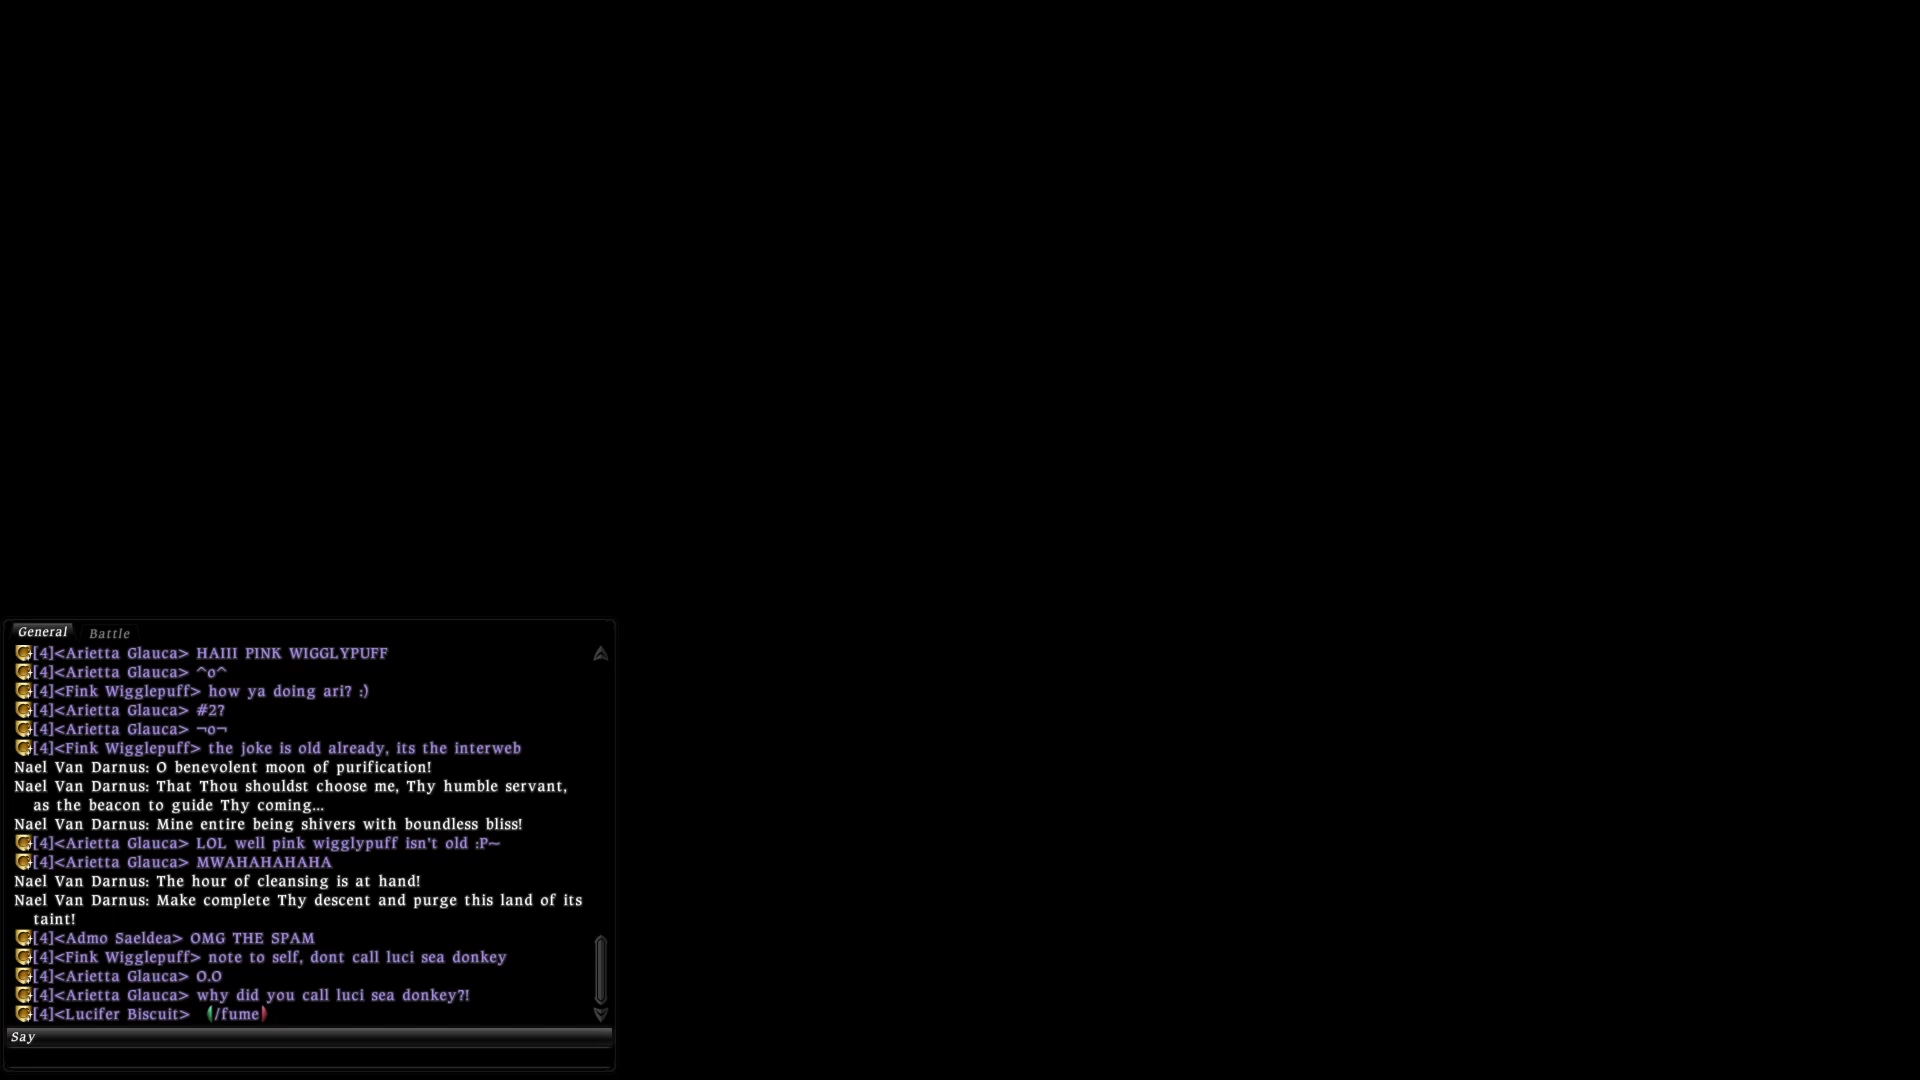 General Battle
[4]<Arietta Glauca> HAIII PINK WIGGLYPUFF
[4]<Arietta Glauca> ^o^
[4]<Fink Wigglepuff> how ya doing ari? :)
[4]<Arietta Glauca> #2?
[4]<Arietta Glauca> ¬o¬
[4]<Fink Wigglepuff> the joke is old already, its the interweb
Nael Van Darnus: O benevolent moon of purification!
Nael Van Darnus: That Thou shouldst choose me, Thy humble servant,
as the beacon to guide Thy coming...
Nael Van Darnus: Mine entire being shivers with boundless bliss!
[4]<Arietta Glauca> LOL well pink wigglypuff isn't old :P~
[4]<Arietta Glauca> MWAHAHAHAHA
Nael Van Darnus: The hour of cleansing is at hand!
Nael Van Darnus: Make complete Thy descent and purge this land of its
taint!
[4]<Admo Saeldea> OMG THE SPAM
[4]<Fink Wigglepuff> note to self, dont call luci sea donkey
[4]<Arietta Glauca> O.O
[4]<Arietta Glauca> why did you call luci sea donkey?!
[4]<Lucifer Biscuit> (/fume)
Say